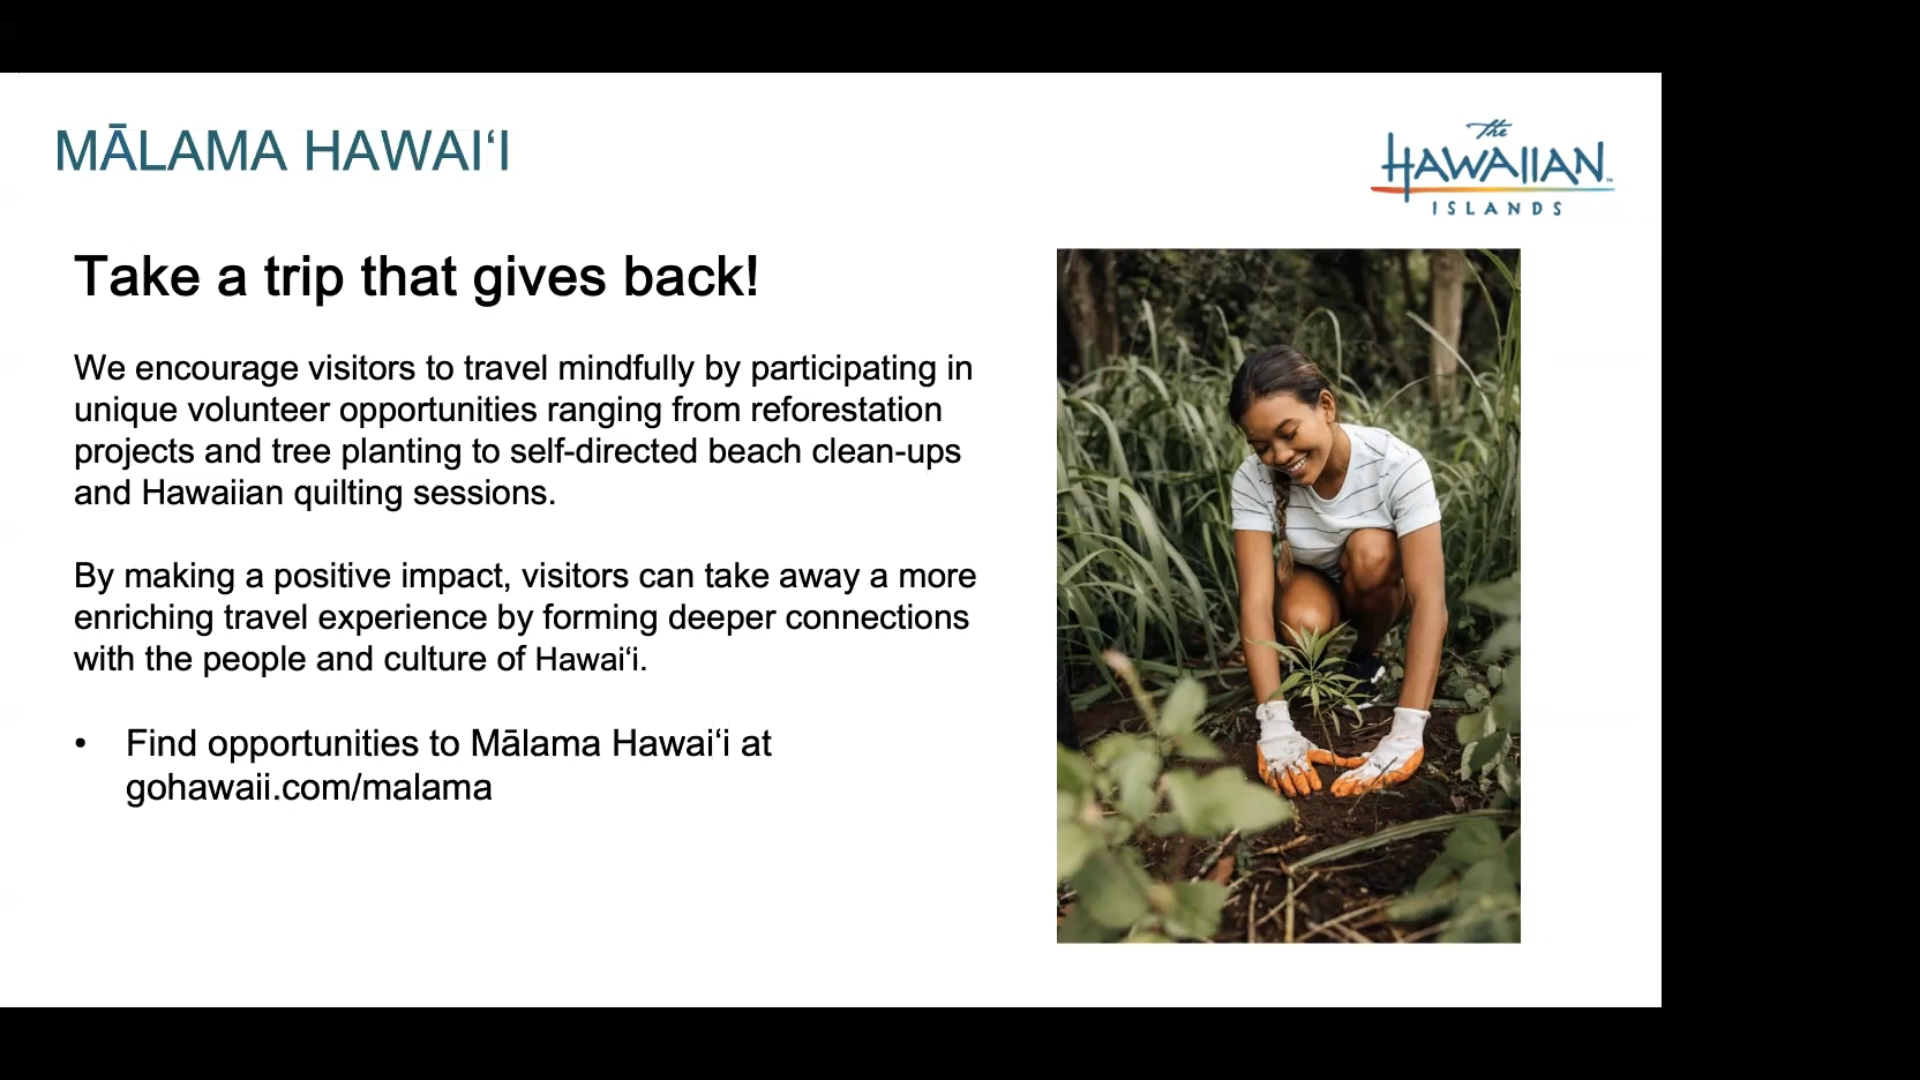 MĀLAMA HAWAIʻI
The
HAWAIIAN
ISLANDS
Take a trip that gives back!
We encourage visitors to travel mindfully by participating in
unique volunteer opportunities ranging from reforestation
projects and tree planting to self-directed beach clean-ups
and Hawaiian quilting sessions.
By making a positive impact, visitors can take away a more
enriching travel experience by forming deeper connections
with the people and culture of Hawaiʻi.
• Find opportunities to Mālama Hawaiʻi at
gohawaii.com/malama